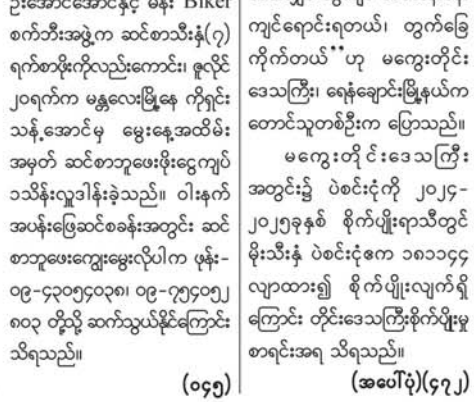 ဦးအောင်အောင်နှင့် မန်း Biker
စက်ဘီးအဖွဲ့က ဆင်စာသီးနှံ(၇)
ရက်စာဖိုးကိုလည်းကောင်း၊ ဇူလိုင်
၂၀ရက်က မန္တလေးမြို့နေ ကိုရှင်း
သန့်အောင်မှ မွေးနေ့အထိမ်း
အမှတ် ဆင်စာဘူဖေးဖိုးငွေကျပ်
၁သိန်းလှူဒါန်းခဲ့သည်။ ဝါးနက်
အပန်းဖြေဆင်စခန်းအတွင်း ဆင်
စာဘူဖေးကျွေးမွေးလိုပါက ဖုန်း-
၀၉-၄၃၀၅၄၀၃၈၊ ၀၉-၇၅၄၀၅၂
၈၀၃ တို့သို့ ဆက်သွယ်နိုင်ကြောင်း
သိရသည်။
(၀၄၅)
ကျင်ရောင်းရတယ်၊ တွက်ခြေ
ကိုက်တယ်''ဟု မကွေးတိုင်း
ဒေသကြီး၊ ရေနံချောင်းမြို့နယ်က
တောင်သူတစ်ဦးက ပြောသည်။
မကွေးတိုင်းဒေသကြီး
အတွင်း၌ ပဲစင်းငုံကို ၂၀၂၄-
၂၀၂၅ခုနှစ် စိုက်ပျိုးရာသီတွင်
မိုးသီးနှံ ပဲစင်းငုံဧက ၁၈၁၁၄၄
လျာထား၍ စိုက်ပျိုးလျက်ရှိ
ကြောင်း တိုင်းဒေသကြီးစိုက်ပျိုးမှု
စာရင်းအရ သိရသည်။
(အပေါ်ပုံ)(၄၇၂)